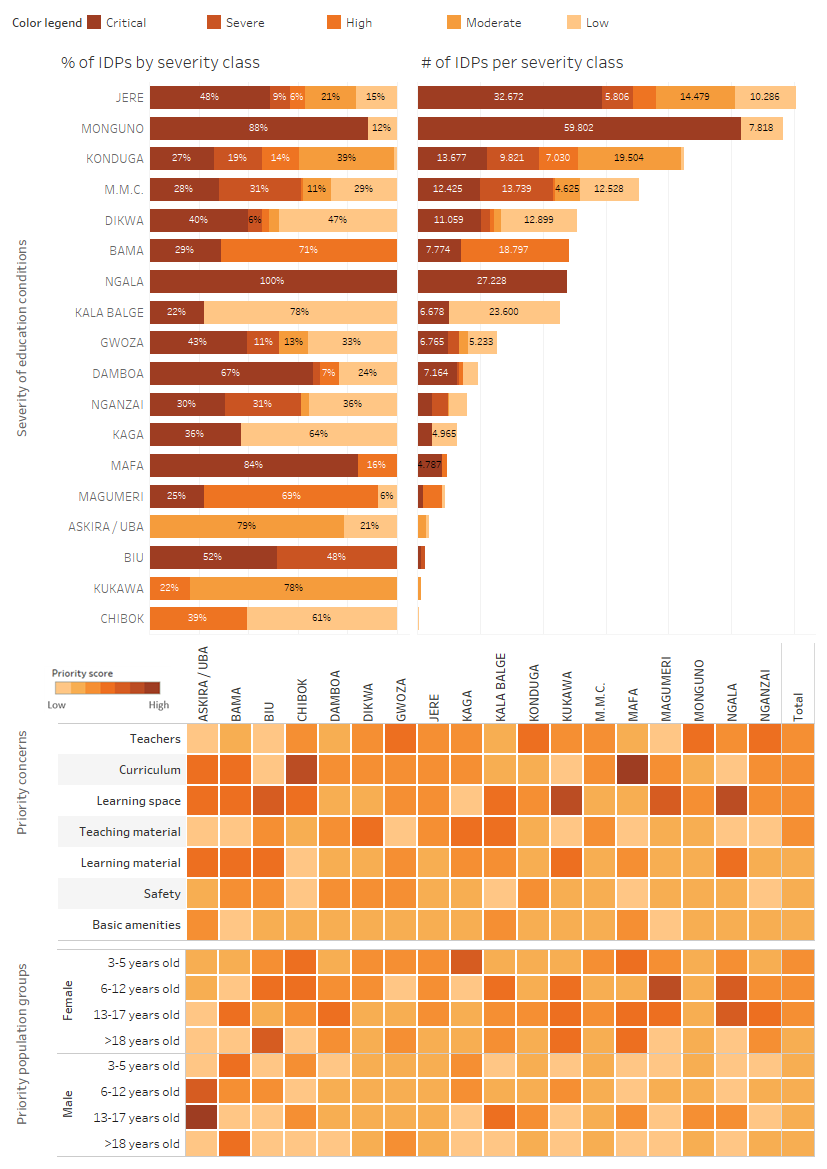 Color legend Critical Severe High Moderate Low
% of IDPs by severity class # of IDPs per severity class
Severity of education conditions
JERE 48% 9% 6% 21% 15% 32.672 5.806 14.479 10.286
MONGUNO 88% 12% 59.802 7.818
KONDUGA 27% 19% 14% 39% 13.677 9.821 7.030 19.504
M.M.C. 28% 31% 11% 29% 12.425 13.739 4.625 12.528
DIKWA 40% 6% 47% 11.059 12.899
BAMA 29% 71% 7.774 18.797
NGALA 100% 27.228
KALA BALGE 22% 78% 6.678 23.600
GWOZA 43% 11% 13% 33% 6.765 5.233
DAMBOA 67% 7% 24% 7.164
NGANZAI 30% 31% 36%
KAGA 36% 64% 4.965
MAFA 84% 16% 4.787
MAGUMERI 25% 69% 6%
ASKIRA / UBA 79% 21%
BIU 52% 48%
KUKAWA 22% 78%
CHIBOK 39% 61%
Priority score
Low High
ASKIRA / UBA BAMA BIU CHIBOK DAMBOA DIKWA GWOZA JERE KAGA KALA BALGE KONDUGA KUKAWA M.M.C. MAFA MAGUMERI MONGUNO NGALA NGANZAI Total
Priority concerns
Teachers
Curriculum
Learning space
Teaching material
Learning material
Safety
Basic amenities
Priority population groups
Female
3-5 years old
6-12 years old
13-17 years old
>18 years old
Male
3-5 years old
6-12 years old
13-17 years old
>18 years old